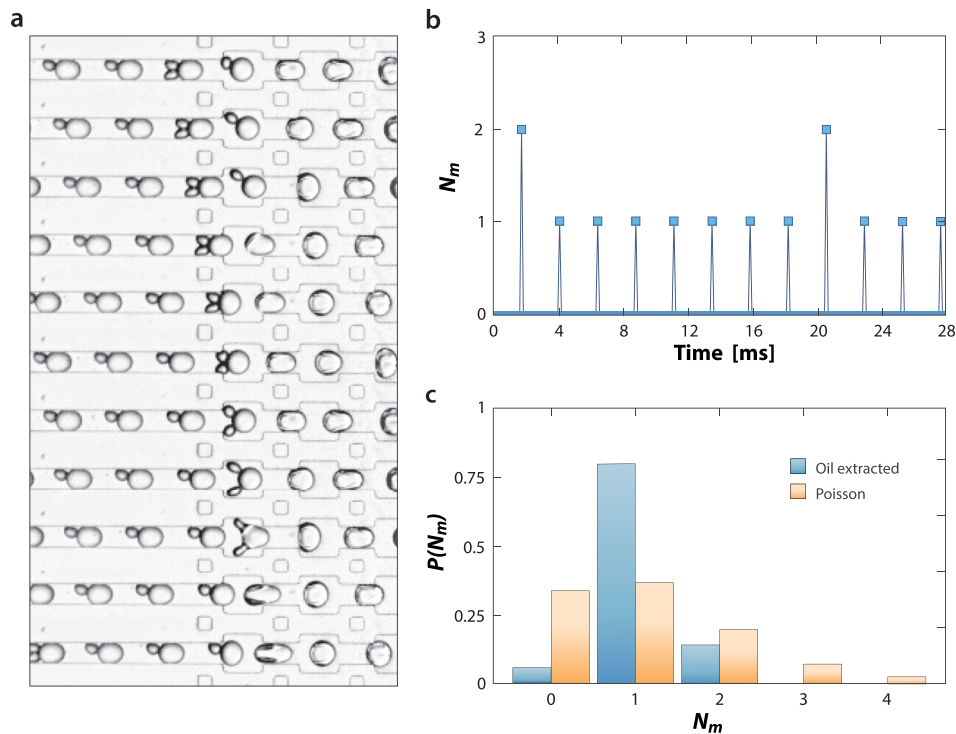 a
b
3
2
1
0
N_m
0 4 8 12 16 20 24 28
Time [ms]
c
1
0.75
0.5
0.25
0
P(N_m)
Oil extracted
Poisson
0 1 2 3 4
N_m